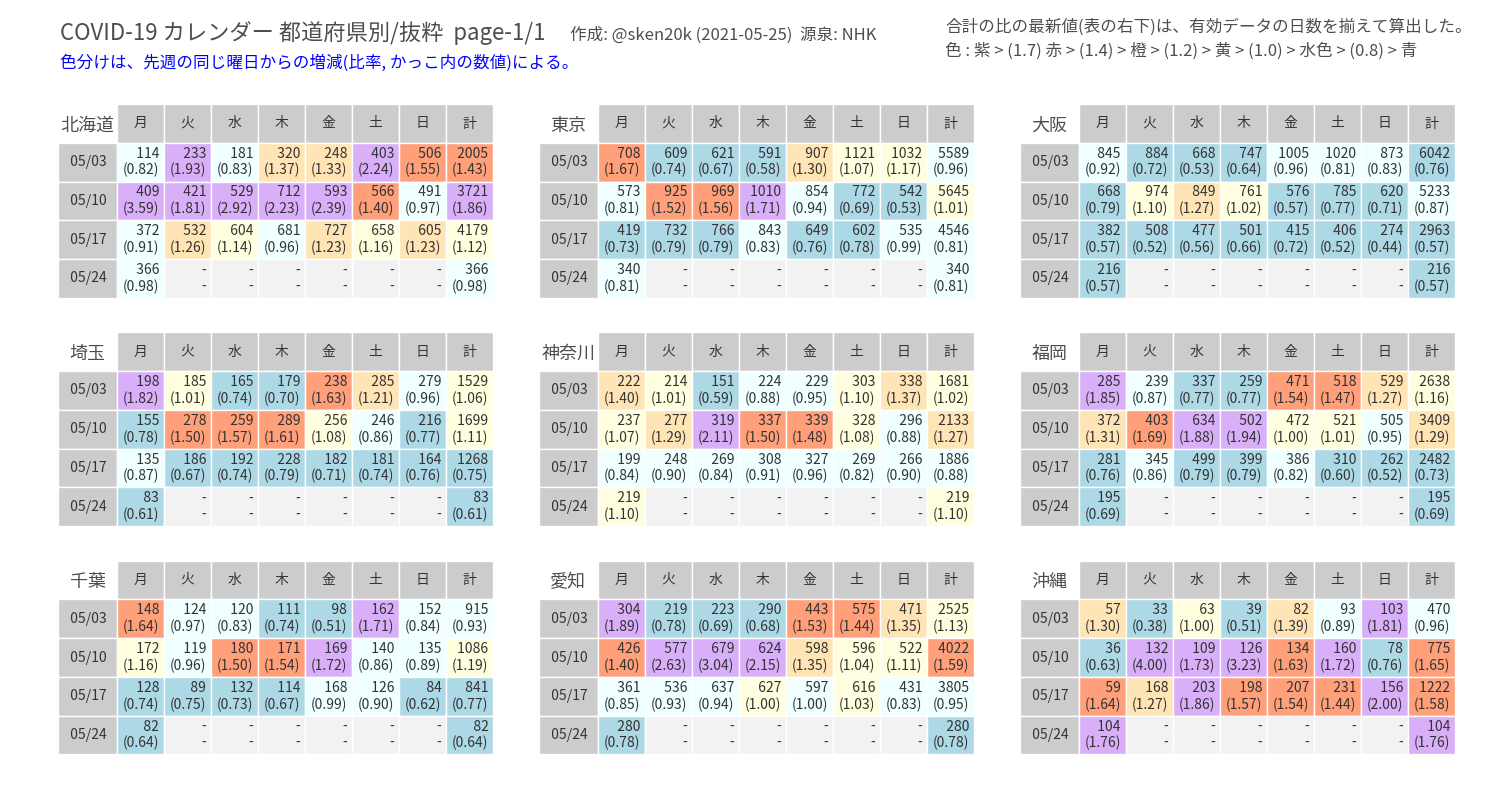 COVID-19 カレンダー 都道府県別/抜粋 page-1/1 作成: @sken20k (2021-05-25) 源泉: NHK
色分けは、先週の同じ曜日からの増減(比率, かっこ内の数値)による。
合計の比の最新値(表の右下)は、有効データの日数を揃えて算出した。
色 : 紫 > (1.7) 赤 > (1.4) > 橙 > (1.2) > 黄 > (1.0) > 水色 > (0.8) > 青
北海道 月 火 水 木 金 土 日 計
05/03 114 233 181 320 248 403 506 2005
(0.82) (1.93) (0.83) (1.37) (1.33) (2.24) (1.55) (1.43)
05/10 409 421 529 712 593 566 491 3721
(3.59) (1.81) (2.92) (2.23) (2.39) (1.40) (0.97) (1.86)
05/17 372 532 604 681 727 658 605 4179
(0.91) (1.26) (1.14) (0.96) (1.23) (1.16) (1.23) (1.12)
05/24 366 - - - - - - 366
(0.98) - - - - - - (0.98)
東京 月 火 水 木 金 土 日 計
05/03 708 609 621 591 907 1121 1032 5589
(1.67) (0.74) (0.67) (0.58) (1.30) (1.07) (1.17) (0.96)
05/10 573 925 969 1010 854 772 542 5645
(0.81) (1.52) (1.56) (1.71) (0.94) (0.69) (0.53) (1.01)
05/17 419 732 766 843 649 602 535 4546
(0.73) (0.79) (0.79) (0.83) (0.76) (0.78) (0.99) (0.81)
05/24 340 - - - - - - 340
(0.81) - - - - - - (0.81)
大阪 月 火 水 木 金 土 日 計
05/03 845 884 668 747 1005 1020 873 6042
(0.92) (0.72) (0.53) (0.64) (0.96) (0.81) (0.83) (0.76)
05/10 668 974 849 761 576 785 620 5233
(0.79) (1.10) (1.27) (1.02) (0.57) (0.77) (0.71) (0.87)
05/17 382 508 477 501 415 406 274 2963
(0.57) (0.52) (0.56) (0.66) (0.72) (0.52) (0.44) (0.57)
05/24 216 - - - - - - 216
(0.57) - - - - - - (0.57)
埼玉 月 火 水 木 金 土 日 計
05/03 198 185 165 179 238 285 279 1529
(1.82) (1.01) (0.74) (0.70) (1.63) (1.21) (0.96) (1.06)
05/10 155 278 259 289 256 246 216 1699
(0.78) (1.50) (1.57) (1.61) (1.08) (0.86) (0.77) (1.11)
05/17 135 186 192 228 182 181 164 1268
(0.87) (0.67) (0.74) (0.79) (0.71) (0.74) (0.76) (0.75)
05/24 83 - - - - - - 83
(0.61) - - - - - - (0.61)
神奈川 月 火 水 木 金 土 日 計
05/03 222 214 151 224 229 303 338 1681
(1.40) (1.01) (0.59) (0.88) (0.95) (1.10) (1.37) (1.02)
05/10 237 277 319 337 339 328 296 2133
(1.07) (1.29) (2.11) (1.50) (1.48) (1.08) (0.88) (1.27)
05/17 199 248 269 308 327 269 266 1886
(0.84) (0.90) (0.84) (0.91) (0.96) (0.82) (0.90) (0.88)
05/24 219 - - - - - - 219
(1.10) - - - - - - (1.10)
福岡 月 火 水 木 金 土 日 計
05/03 285 239 337 259 471 518 529 2638
(1.85) (0.87) (0.77) (0.77) (1.54) (1.47) (1.27) (1.16)
05/10 372 403 634 502 472 521 505 3409
(1.31) (1.69) (1.88) (1.94) (1.00) (1.01) (0.95) (1.29)
05/17 281 345 499 399 386 310 262 2482
(0.76) (0.86) (0.79) (0.79) (0.82) (0.60) (0.52) (0.73)
05/24 195 - - - - - - 195
(0.69) - - - - - - (0.69)
千葉 月 火 水 木 金 土 日 計
05/03 148 124 120 111 98 162 152 915
(1.64) (0.97) (0.83) (0.74) (0.51) (1.71) (0.84) (0.93)
05/10 172 119 180 171 169 140 135 1086
(1.16) (0.96) (1.50) (1.54) (1.72) (0.86) (0.89) (1.19)
05/17 128 89 132 114 168 126 84 841
(0.74) (0.75) (0.73) (0.67) (0.99) (0.90) (0.62) (0.77)
05/24 82 - - - - - - 82
(0.64) - - - - - - (0.64)
愛知 月 火 水 木 金 土 日 計
05/03 304 219 223 290 443 575 471 2525
(1.89) (0.78) (0.69) (0.68) (1.53) (1.44) (1.35) (1.13)
05/10 426 577 679 624 598 596 522 4022
(1.40) (2.63) (3.04) (2.15) (1.35) (1.04) (1.11) (1.59)
05/17 361 536 637 627 597 616 431 3805
(0.85) (0.93) (0.94) (1.00) (1.00) (1.03) (0.83) (0.95)
05/24 280 - - - - - - 280
(0.78) - - - - - - (0.78)
沖縄 月 火 水 木 金 土 日 計
05/03 57 33 63 39 82 93 103 470
(1.30) (0.38) (1.00) (0.51) (1.39) (0.89) (1.81) (0.96)
05/10 36 132 109 126 134 160 78 775
(0.63) (4.00) (1.73) (3.23) (1.63) (1.72) (0.76) (1.65)
05/17 59 168 203 198 207 231 156 1222
(1.64) (1.27) (1.86) (1.57) (1.54) (1.44) (2.00) (1.58)
05/24 104 - - - - - - 104
(1.76) - - - - - - (1.76)